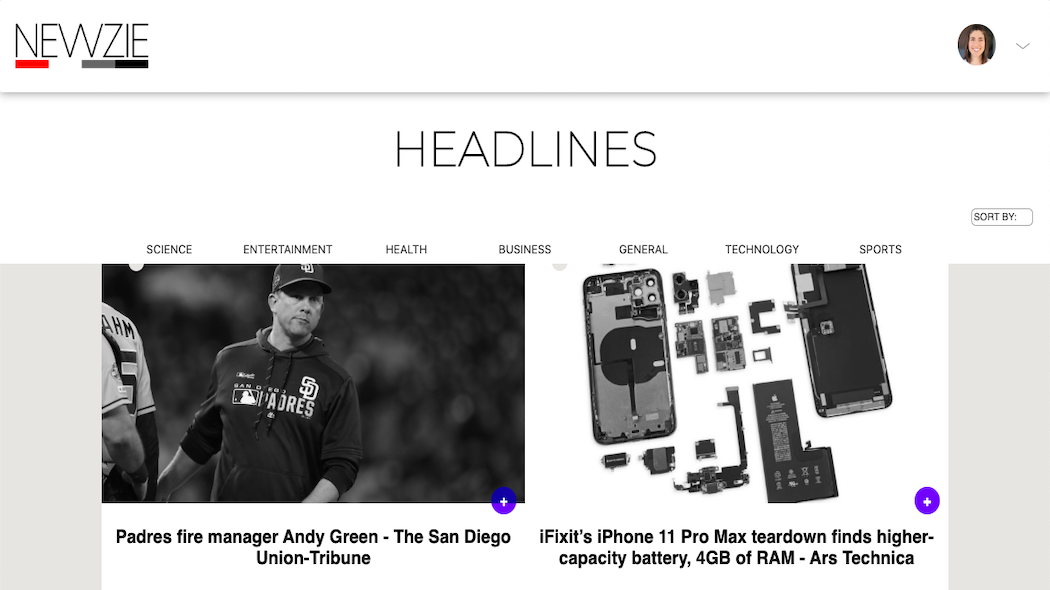 NEWZIE
HEADLINES
SORT BY:
SCIENCE ENTERTAINMENT HEALTH BUSINESS GENERAL TECHNOLOGY SPORTS
AHM
5
SD
SAN DIEGO
PADRES
+
+
Padres fire manager Andy Green - The San Diego
Union-Tribune
iFixit’s iPhone 11 Pro Max teardown finds higher-
capacity battery, 4GB of RAM - Ars Technica